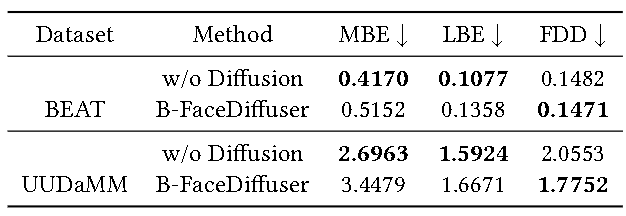 Dataset Method MBE ↓ LBE ↓ FDD ↓
w/o Diffusion 0.4170 0.1077 0.1482
BEAT B-FaceDiffuser 0.5152 0.1358 0.1471
w/o Diffusion 2.6963 1.5924 2.0553
UUDaMM B-FaceDiffuser 3.4479 1.6671 1.7752